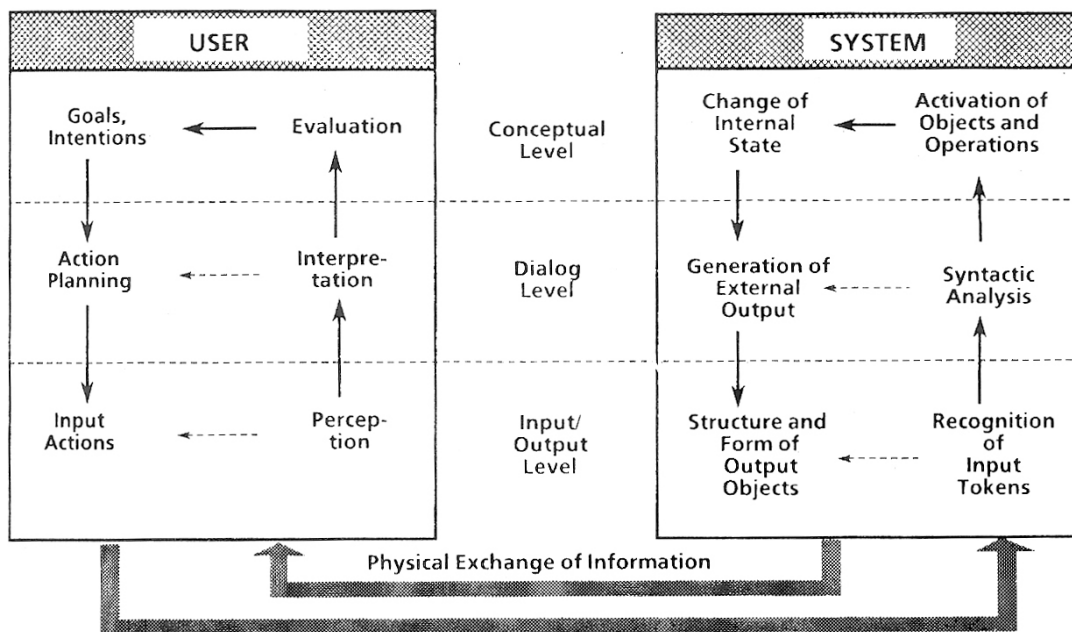 USER
SYSTEM
Goals,
Intentions
Evaluation
Conceptual
Level
Change of
Internal
State
Activation of
Objects and
Operations
Action
Planning
Interpre-
tation
Dialog
Level
Generation of
External
Output
Syntactic
Analysis
Input
Actions
Percep-
tion
Input/
Output
Level
Structure and
Form of
Output
Objects
Recognition
of
Input
Tokens
Physical Exchange of Information